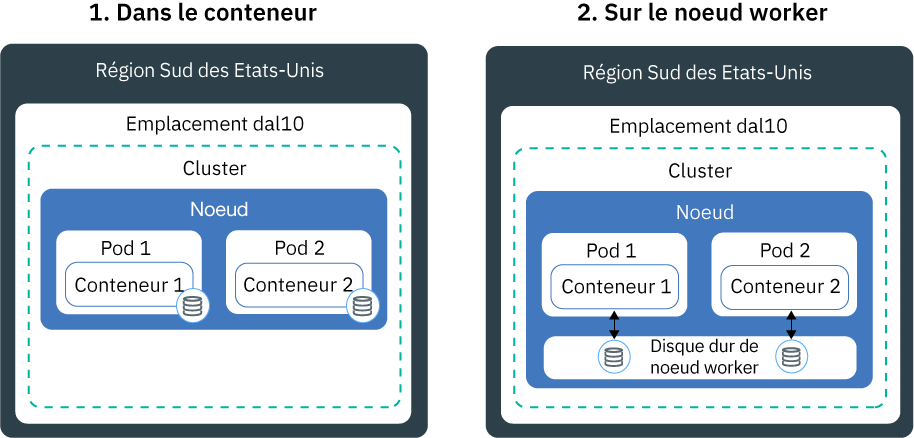 1. Dans le conteneur
Région Sud des Etats-Unis
Emplacement dal10
Cluster
Noeud
Pod 1
Conteneur 1
Pod 2
Conteneur 2
2. Sur le noeud worker
Région Sud des Etats-Unis
Emplacement dal10
Cluster
Noeud
Pod 1
Conteneur 1
Pod 2
Conteneur 2
Disque dur de
noeud worker